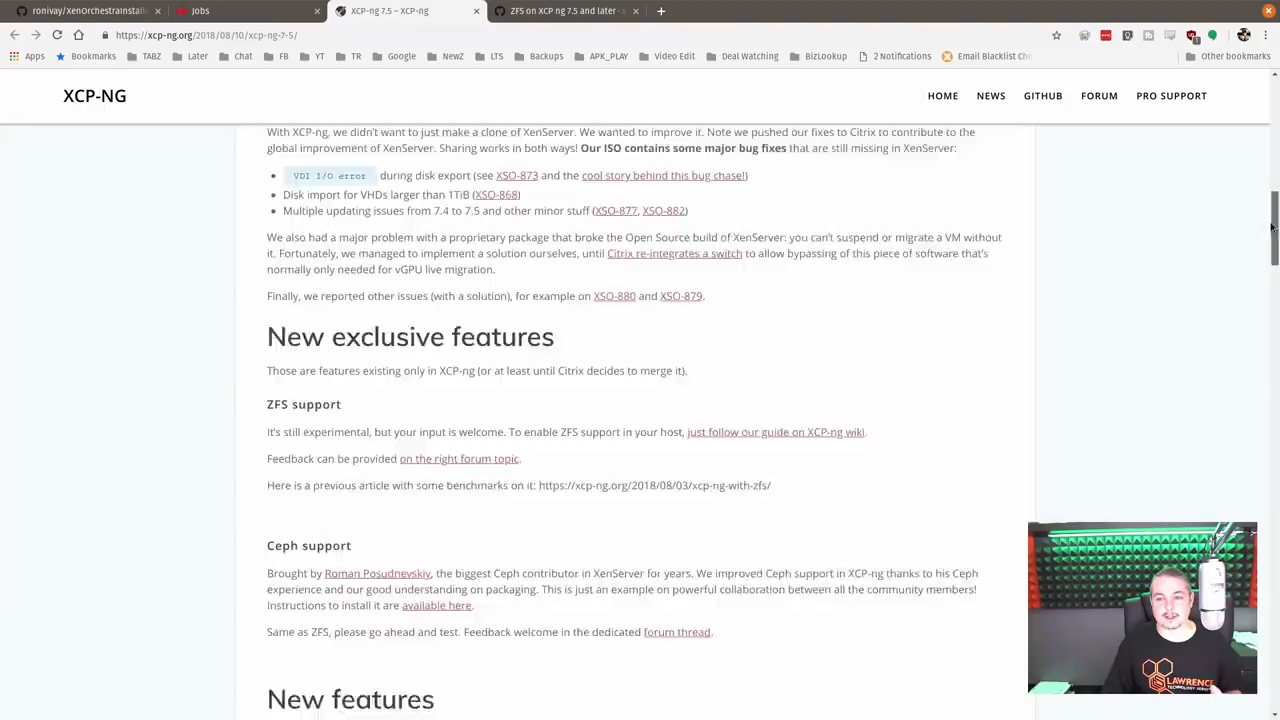 ronivay/xenOrchestraInstall
Jobs
XCP-ng 7.5 – XCP-ng
ZFS on XCP-ng 7.5 and later · x
https://xcp-ng.org/2018/08/10/xcp-ng-7-5/
Apps
Bookmarks
TABZ
Later
Chat
FB
YT
TR
Google
NewZ
LTS
Backups
APK_PLAY
Video Edit
Deal Watching
BizLookup
2 Notifications
Email Blacklist Che
Other bookmarks
XCP-NG
HOME
NEWS
GITHUB
FORUM
PRO SUPPORT
With XCP-ng, we didn't want to just make a clone of XenServer. We wanted to improve it. Note we pushed our fixes to Citrix to contribute to the
global improvement of XenServer. Sharing works in both ways! Our ISO contains some major bug fixes that are still missing in XenServer:
VDI I/O error during disk export (see XSO-873 and the cool story behind this bug chase!)
Disk import for VHDs larger than 1TiB (XSO-868)
Multiple updating issues from 7.4 to 7.5 and other minor stuff (XSO-877, XSO-882)
We also had a major problem with a proprietary package that broke the Open Source build of XenServer: you can't suspend or migrate a VM without
it. Fortunately, we managed to implement a solution ourselves, until Citrix re-integrates a switch to allow bypassing of this piece of software that's
normally only needed for vGPU live migration.
Finally, we reported other issues (with a solution), for example on XSO-880 and XSO-879.
New exclusive features
Those are features existing only in XCP-ng (or at least until Citrix decides to merge it).
ZFS support
It's still experimental, but your input is welcome. To enable ZFS support in your host, just follow our guide on XCP-ng wiki.
Feedback can be provided on the right forum topic.
Here is a previous article with some benchmarks on it: https://xcp-ng.org/2018/08/03/xcp-ng-with-zfs/
Ceph support
Brought by Roman Posudnevskiy, the biggest Ceph contributor in XenServer for years. We improved Ceph support in XCP-ng thanks to his Ceph
experience and our good understanding on packaging. This is just an example on powerful collaboration between all the community members!
Instructions to install it are available here.
Same as ZFS, please go ahead and test. Feedback welcome in the dedicated forum thread.
New features
LAWRENCE